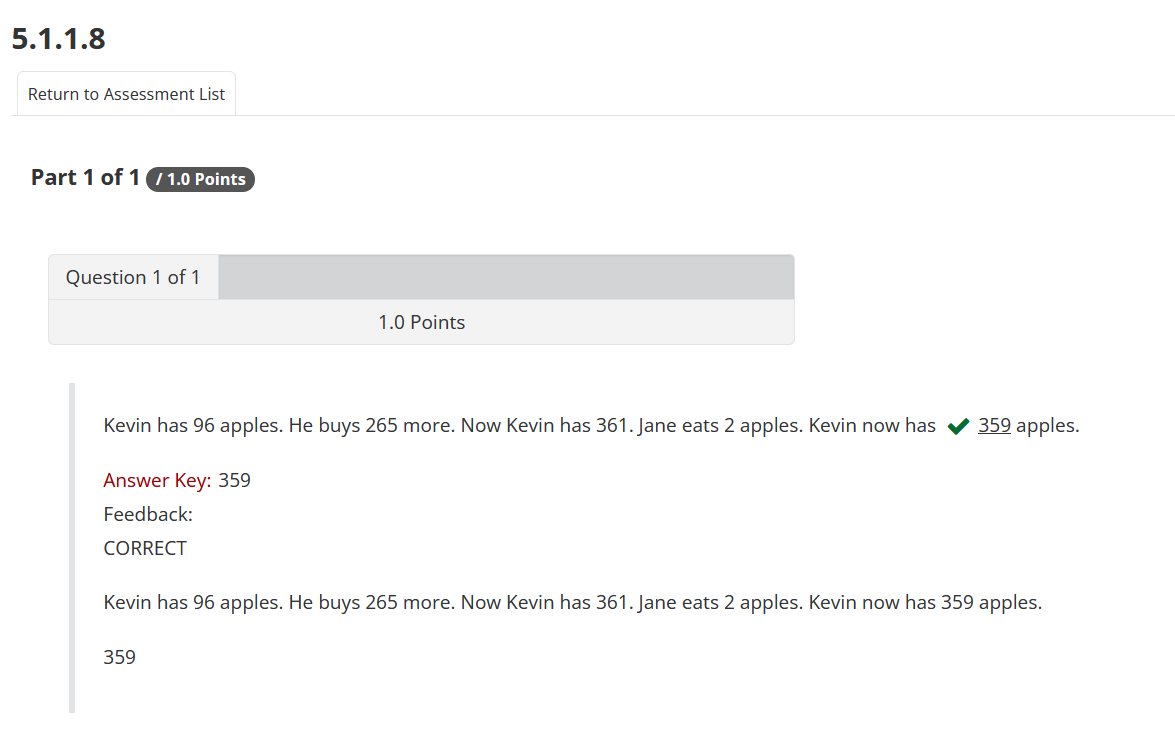 5.1.1.8
Return to Assessment List
Part 1 of 1 / 1.0 Points
Question 1 of 1
1.0 Points
Kevin has 96 apples. He buys 265 more. Now Kevin has 361. Jane eats 2 apples. Kevin now has ✔ 359 apples.
Answer Key: 359
Feedback:
CORRECT
Kevin has 96 apples. He buys 265 more. Now Kevin has 361. Jane eats 2 apples. Kevin now has 359 apples.
359